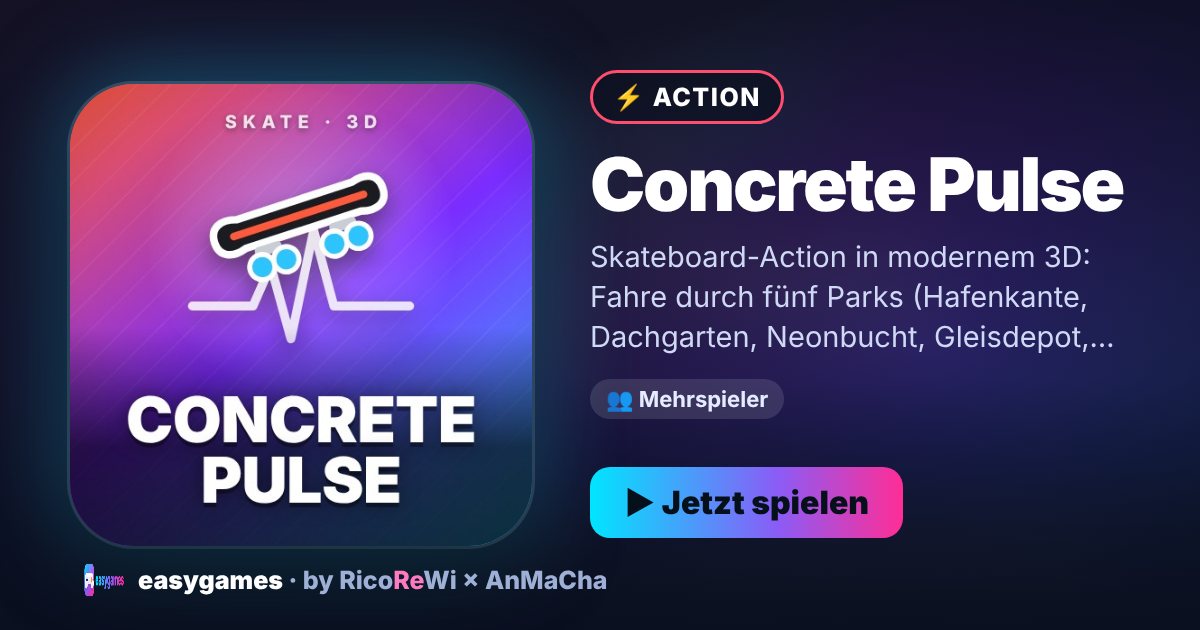 SKATE · 3D
CONCRETE
PULSE
⚡ ACTION
Concrete Pulse
Skateboard-Action in modernem 3D:
Fahre durch fünf Parks (Hafenkante,
Dachgarten, Neonbucht, Gleisdepot,...
👥 Mehrspieler
▶ Jetzt spielen
easygames
easygames · by RicoReWi × AnMaCha